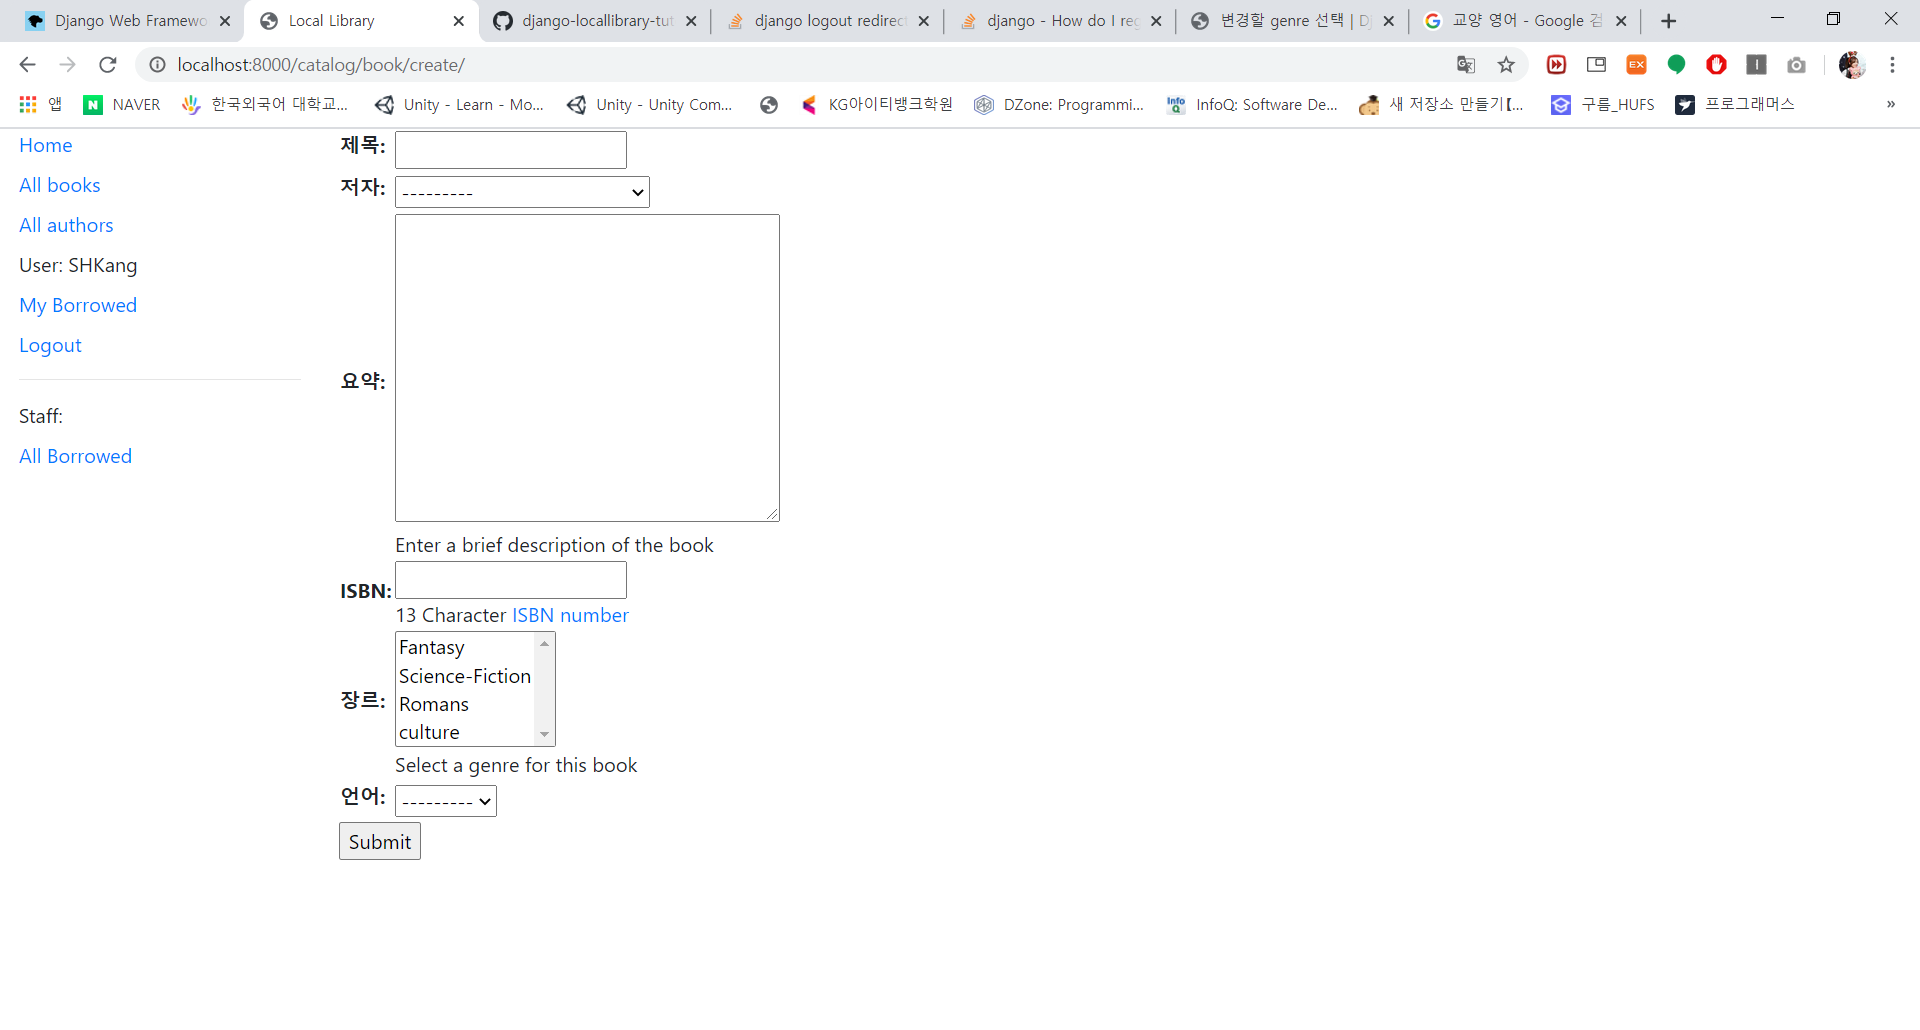 Django Web Framewo
Local Library
django-locallibrary-tut
django logout redirect
django - How do I reg
변경할 genre 선택 | Dj
교양 영어 - Google 검
localhost:8000/catalog/book/create/
앱
NAVER
한국외국어 대학교...
Unity - Learn - Mo...
Unity - Unity Com...
KG아이티뱅크학원
DZone: Programmi...
InfoQ: Software De...
새 저장소 만들기【...
구름_HUFS
프로그래머스
»
Home
All books
All authors
User: SHKang
My Borrowed
Logout
Staff:
All Borrowed
제목:
저자: ---------
요약:
Enter a brief description of the book
ISBN:
13 Character ISBN number
장르:
Fantasy
Science-Fiction
Romans
culture
Select a genre for this book
언어: ---------
Submit